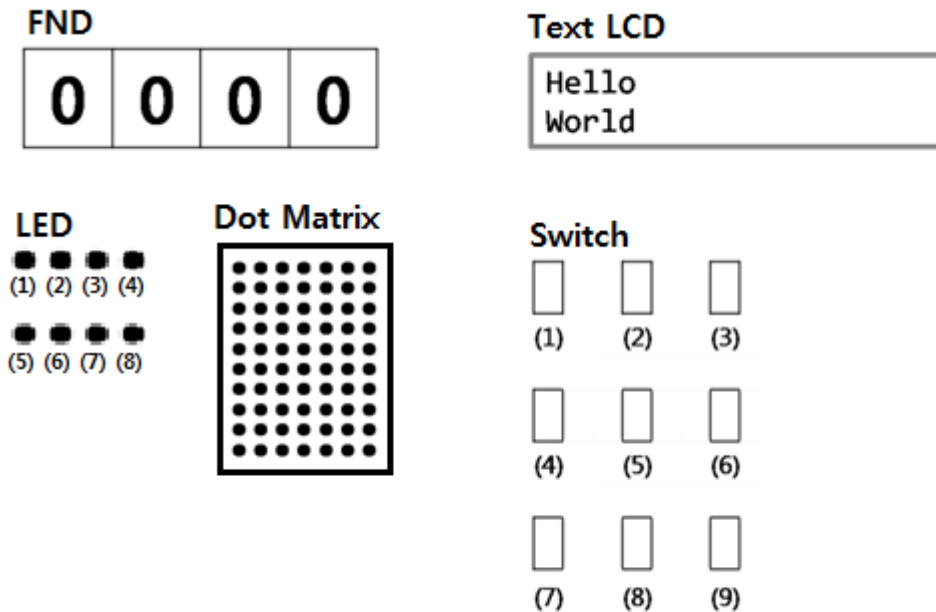 FND
0 0 0 0
Text LCD
Hello
World
LED
(1) (2) (3) (4)
(5) (6) (7) (8)
Dot Matrix
Switch
(1) (2) (3)
(4) (5) (6)
(7) (8) (9)